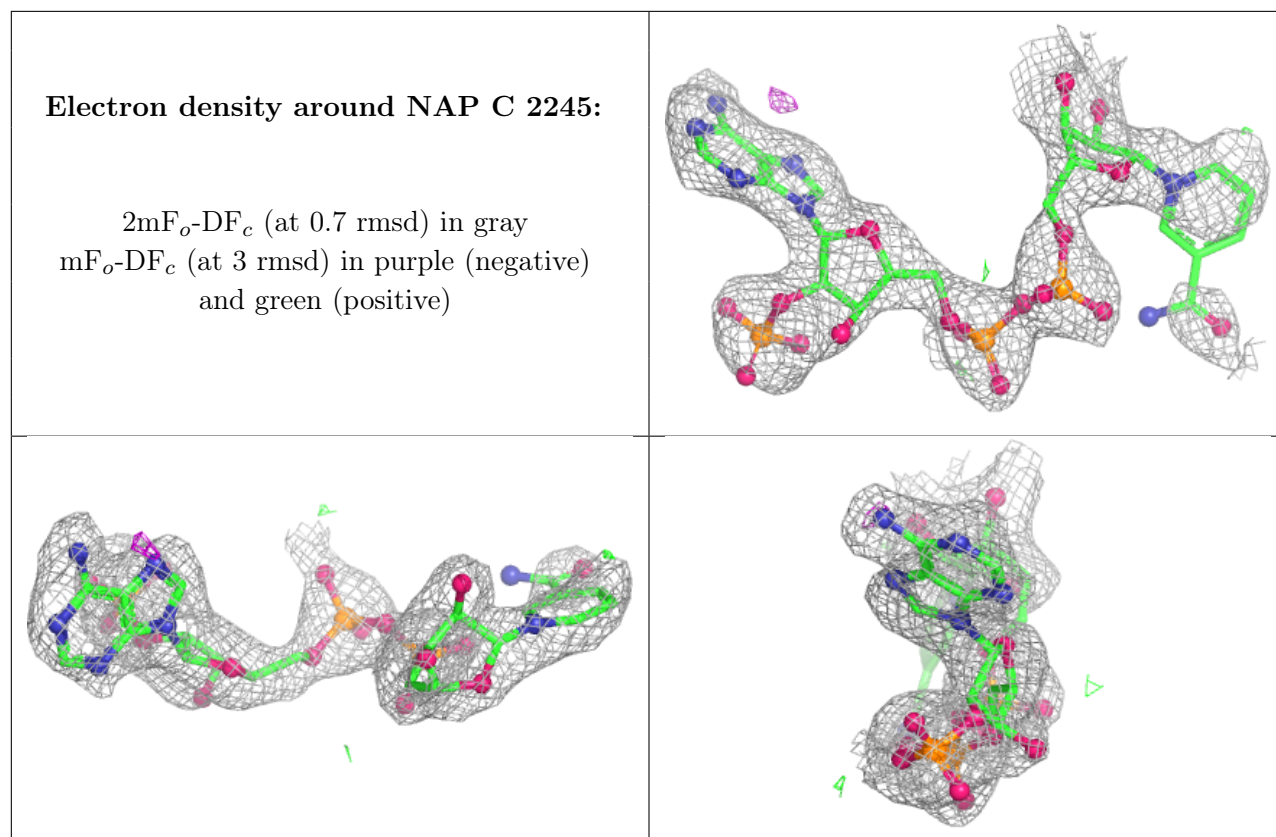 Electron density around NAP C 2245:
2mFₒ-DF𝒸 (at 0.7 rmsd) in gray
mFₒ-DF𝒸 (at 3 rmsd) in purple (negative)
and green (positive)